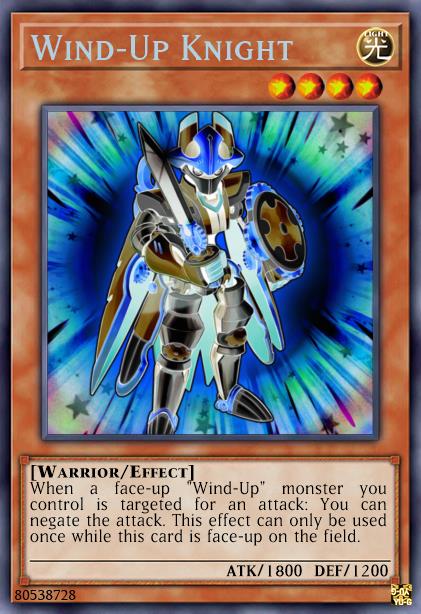 WIND-UP KNIGHT
LIGHT
光
[WARRIOR/EFFECT]
When a face-up "Wind-Up" monster you
control is targeted for an attack: You can
negate the attack. This effect can only be used
once while this card is face-up on the field.
ATK/1800 DEF/1200
80538728